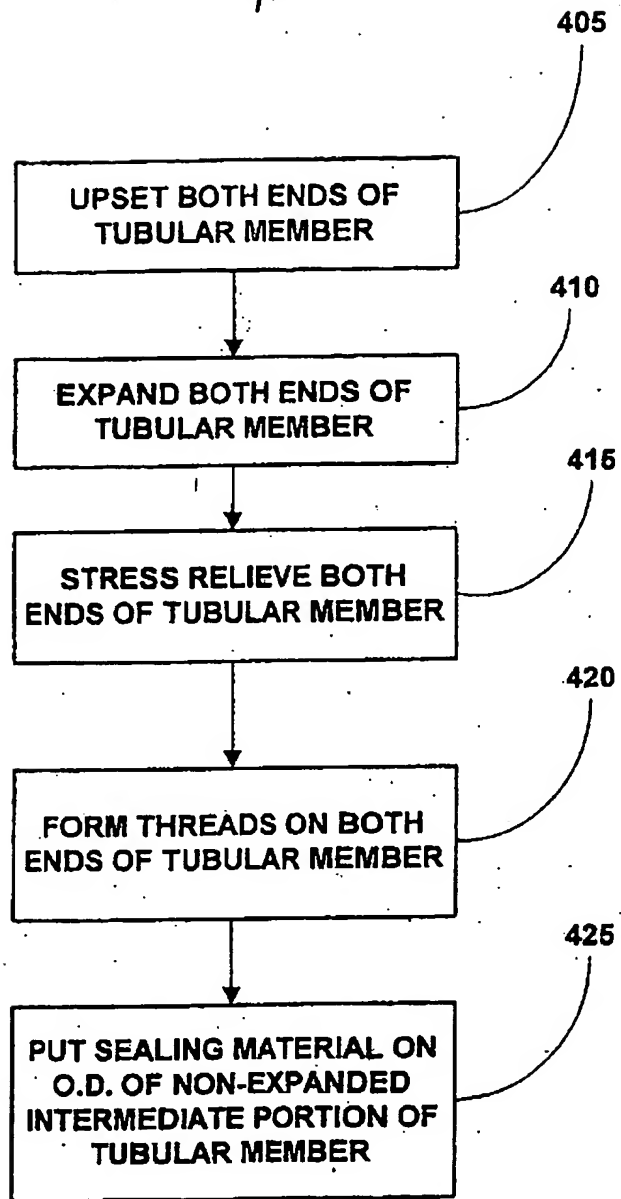 405
UPSET BOTH ENDS OF
TUBULAR MEMBER
410
EXPAND BOTH ENDS OF
TUBULAR MEMBER
415
STRESS RELIEVE BOTH
ENDS OF TUBULAR MEMBER
420
FORM THREADS ON BOTH
ENDS OF TUBULAR MEMBER
425
PUT SEALING MATERIAL ON
O.D. OF NON-EXPANDED
INTERMEDIATE PORTION OF
TUBULAR MEMBER